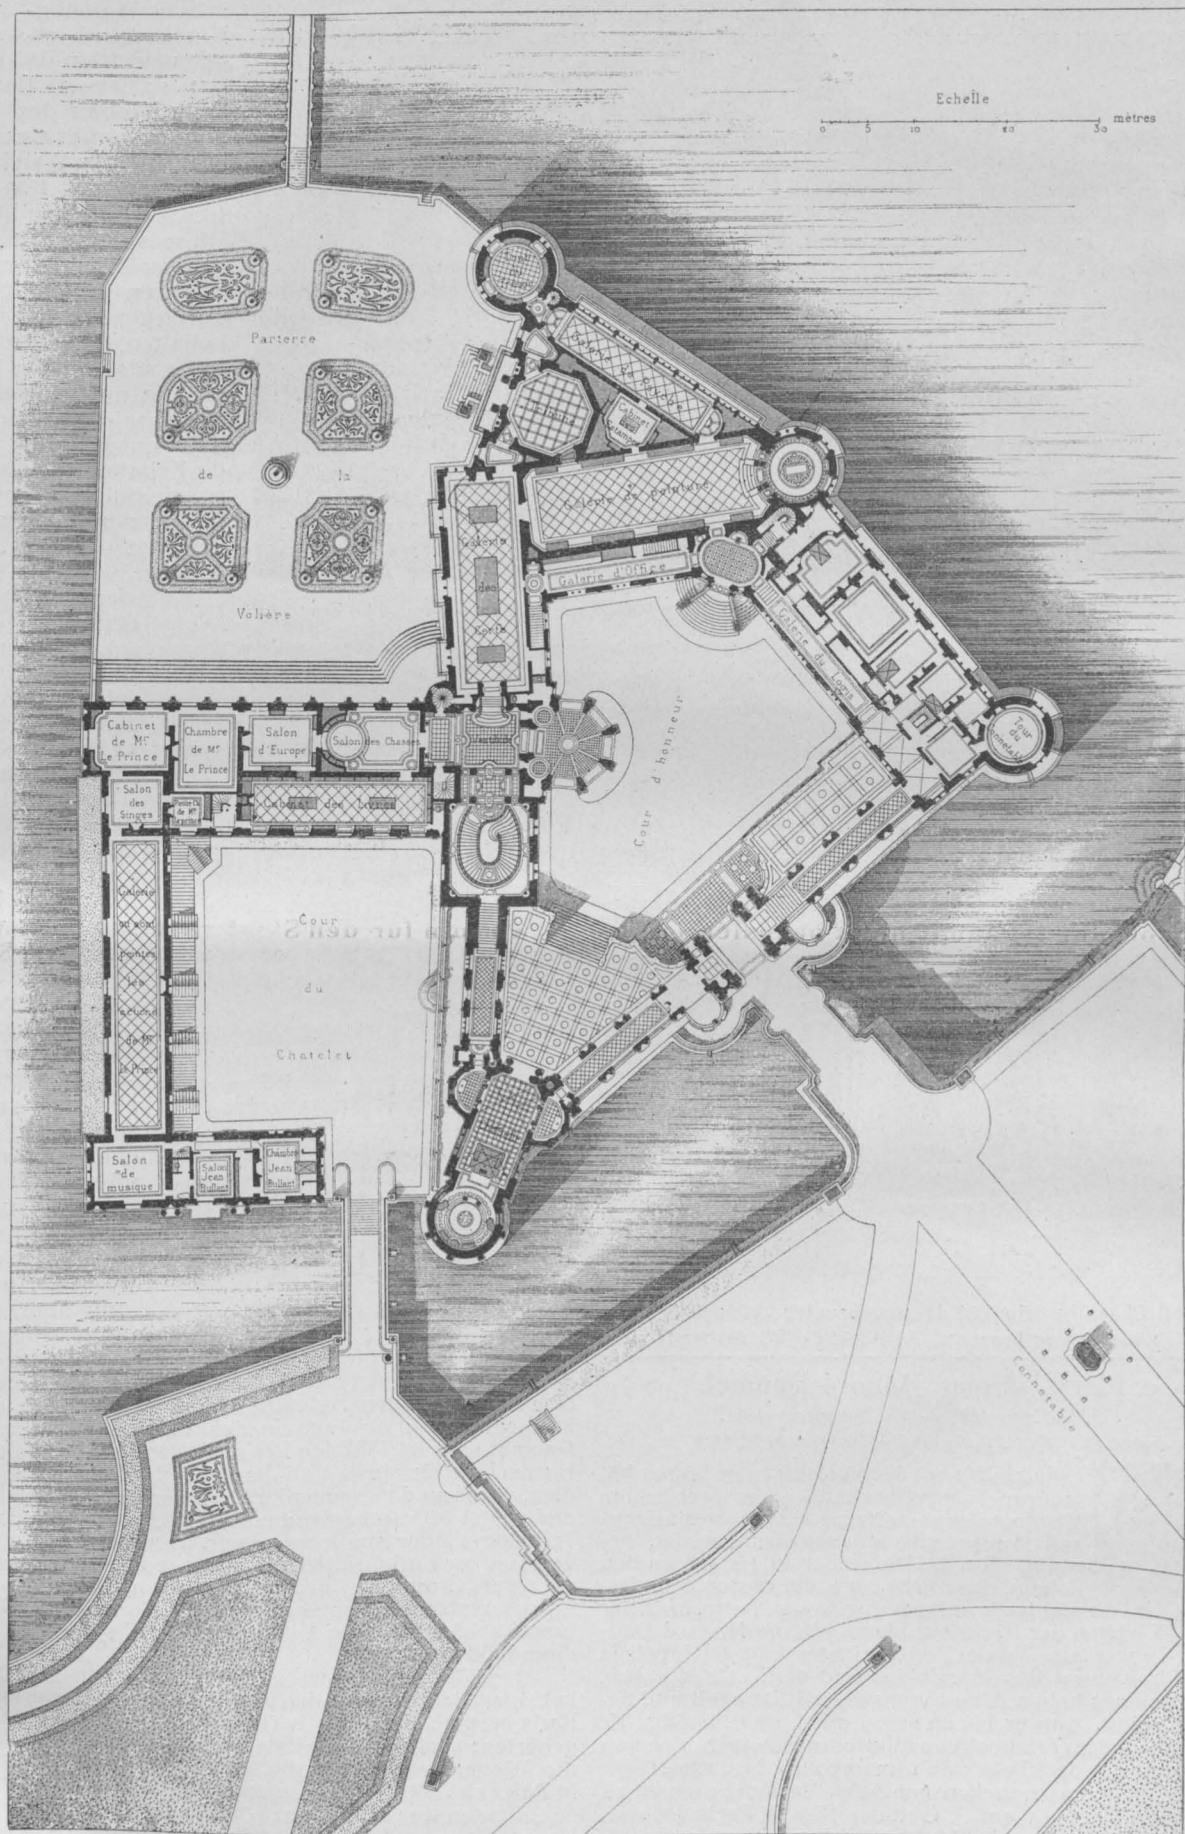 Echelle
0 5 10 20 30 mètres
Parterre
de la
Volière
Galerie de Peinture
Galerie
des
Galerie d'Office
Galerie du Logis
Tour
du
Cour d'honneur
Cabinet
de Mr
Le Prince
Chambre
de Mr
Le Prince
Salon
d'Europe
Salon des Chasses
Vestibule
Salon
des
Singes
Cabinet des Livres
Galerie
où sont
peintes
les
actions
de Mr
le Prince
Cour
du
Chatelet
Salon
de
musique
Salon
Jean
Bullant
Chambre
Jean
Bullant
Connetable